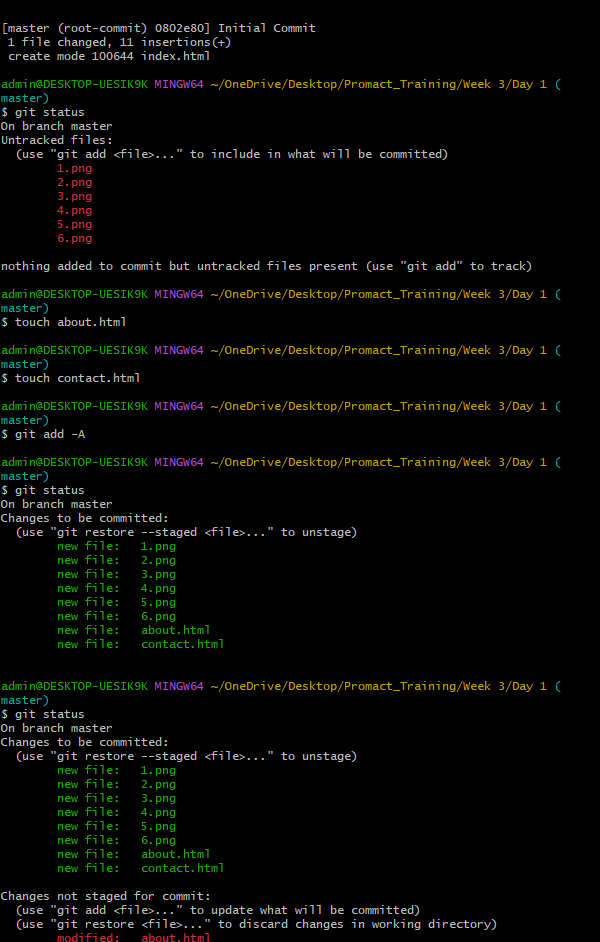 [master (root-commit) 0802e80] Initial Commit
 1 file changed, 11 insertions(+)
 create mode 100644 index.html

admin@DESKTOP-UESIK9K MINGW64 ~/OneDrive/Desktop/Promact_Training/Week 3/Day 1 (
master)
$ git status
On branch master
Untracked files:
  (use "git add <file>..." to include in what will be committed)
        1.png
        2.png
        3.png
        4.png
        5.png
        6.png

nothing added to commit but untracked files present (use "git add" to track)

admin@DESKTOP-UESIK9K MINGW64 ~/OneDrive/Desktop/Promact_Training/Week 3/Day 1 (
master)
$ touch about.html

admin@DESKTOP-UESIK9K MINGW64 ~/OneDrive/Desktop/Promact_Training/Week 3/Day 1 (
master)
$ touch contact.html

admin@DESKTOP-UESIK9K MINGW64 ~/OneDrive/Desktop/Promact_Training/Week 3/Day 1 (
master)
$ git add -A

admin@DESKTOP-UESIK9K MINGW64 ~/OneDrive/Desktop/Promact_Training/Week 3/Day 1 (
master)
$ git status
On branch master
Changes to be committed:
  (use "git restore --staged <file>..." to unstage)
        new file:   1.png
        new file:   2.png
        new file:   3.png
        new file:   4.png
        new file:   5.png
        new file:   6.png
        new file:   about.html
        new file:   contact.html

admin@DESKTOP-UESIK9K MINGW64 ~/OneDrive/Desktop/Promact_Training/Week 3/Day 1 (
master)
$ git status
On branch master
Changes to be committed:
  (use "git restore --staged <file>..." to unstage)
        new file:   1.png
        new file:   2.png
        new file:   3.png
        new file:   4.png
        new file:   5.png
        new file:   6.png
        new file:   about.html
        new file:   contact.html

Changes not staged for commit:
  (use "git add <file>..." to update what will be committed)
  (use "git restore <file>..." to discard changes in working directory)
        modified:   about.html